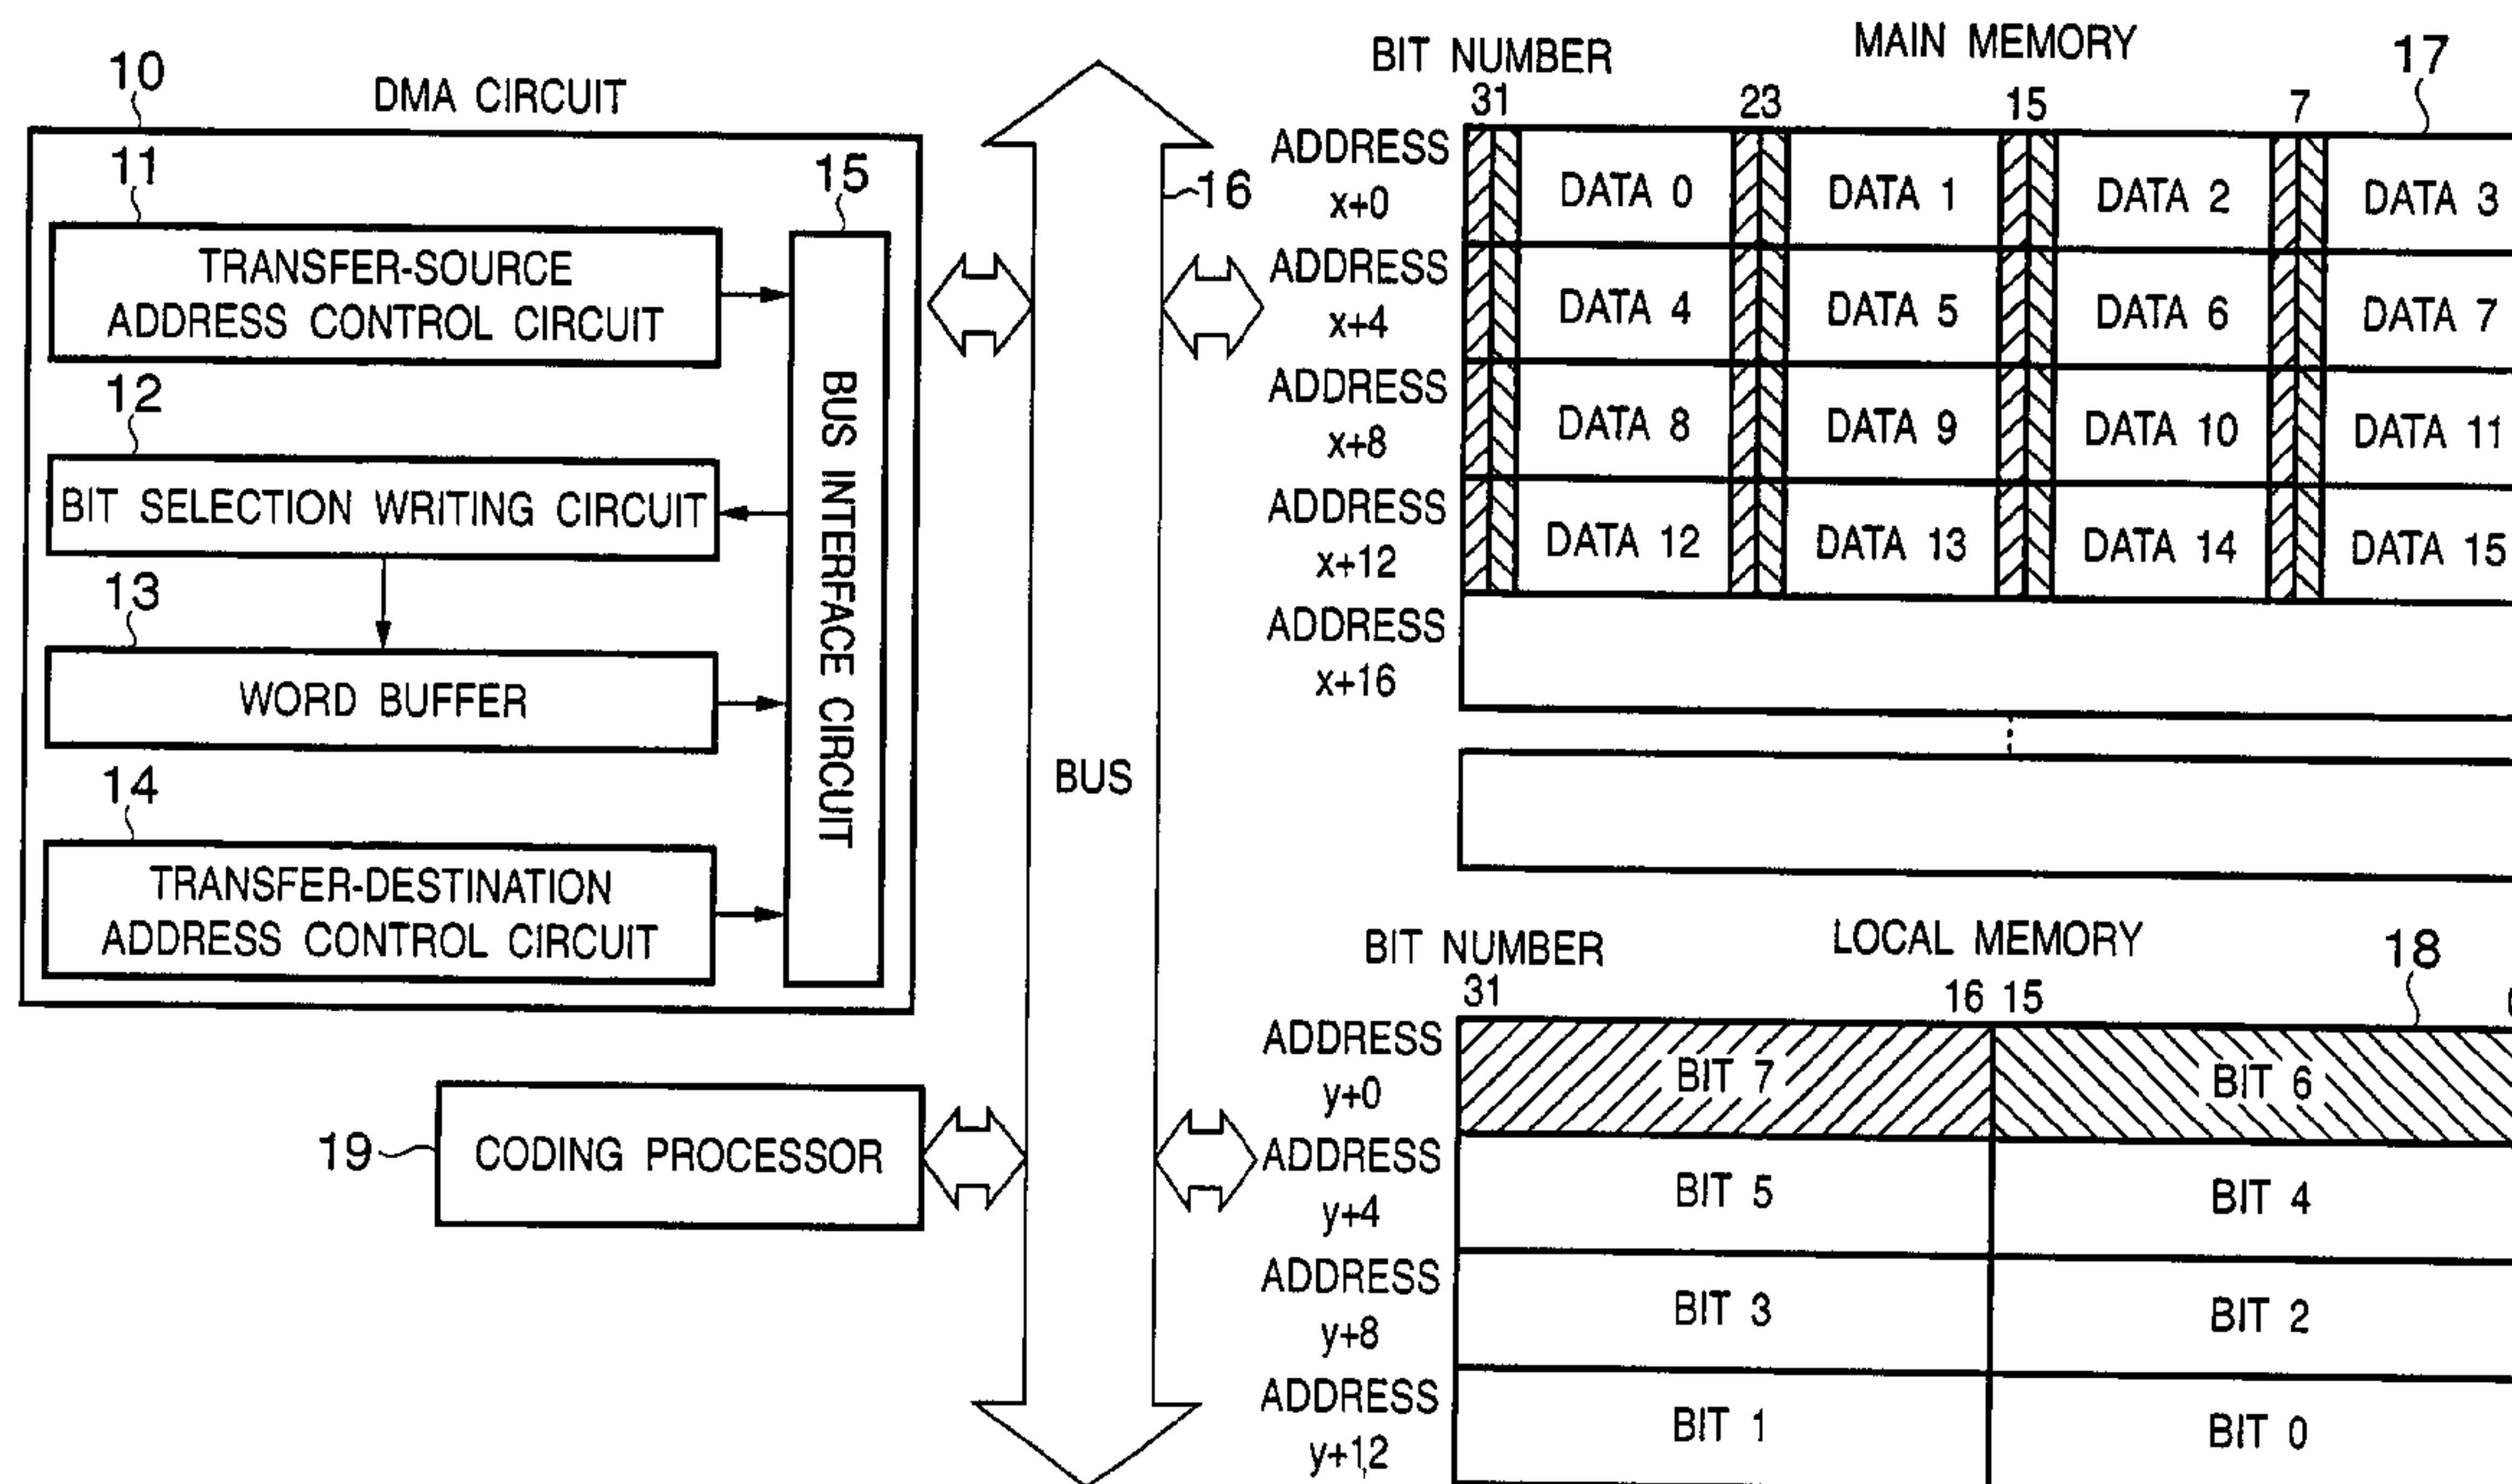 10
DMA CIRCUIT
11
15
TRANSFER-SOURCE
ADDRESS CONTROL CIRCUIT
12
BIT SELECTION WRITING CIRCUIT
13
WORD BUFFER
14
TRANSFER-DESTINATION
ADDRESS CONTROL CIRCUIT
BUS INTERFACE CIRCUIT
19
CODING PROCESSOR
16
BUS
BIT NUMBER
MAIN MEMORY
17
31
23
15
7
ADDRESS
x+0
DATA 0
DATA 1
DATA 2
DATA 3
ADDRESS
x+4
DATA 4
DATA 5
DATA 6
DATA 7
ADDRESS
x+8
DATA 8
DATA 9
DATA 10
DATA 11
ADDRESS
x+12
DATA 12
DATA 13
DATA 14
DATA 15
ADDRESS
x+16
BIT NUMBER
LOCAL MEMORY
18
31
16 15
ADDRESS
y+0
BIT 7
BIT 6
ADDRESS
y+4
BIT 5
BIT 4
ADDRESS
y+8
BIT 3
BIT 2
ADDRESS
y+12
BIT 1
BIT 0